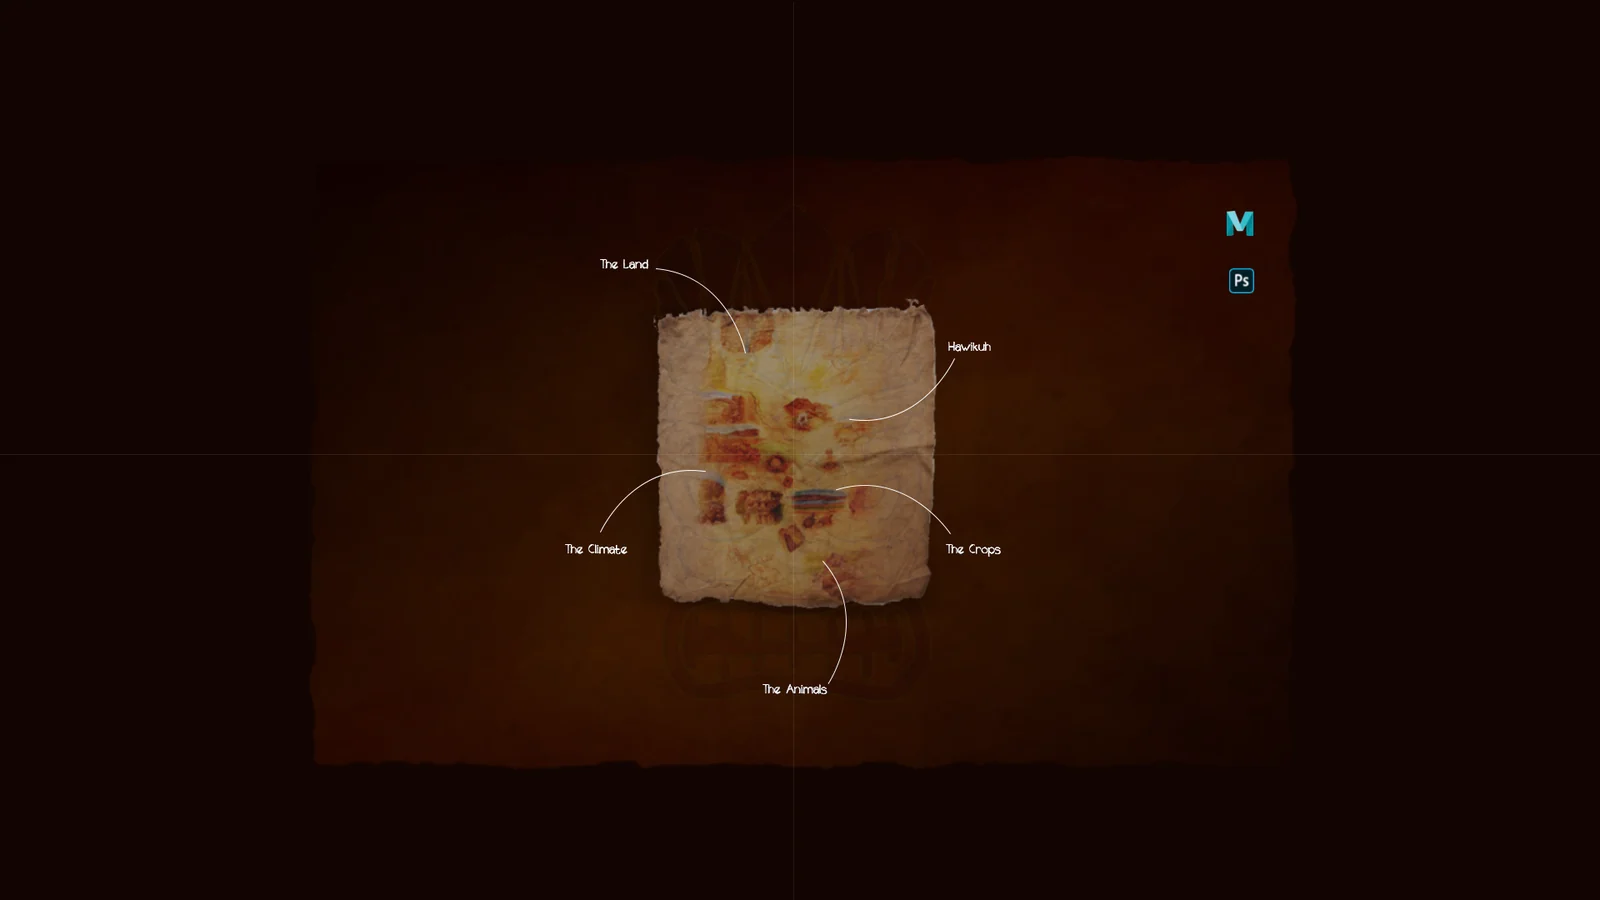 The Land
Hawikuh
The Climate
The Crops
The Animals
M
Ps